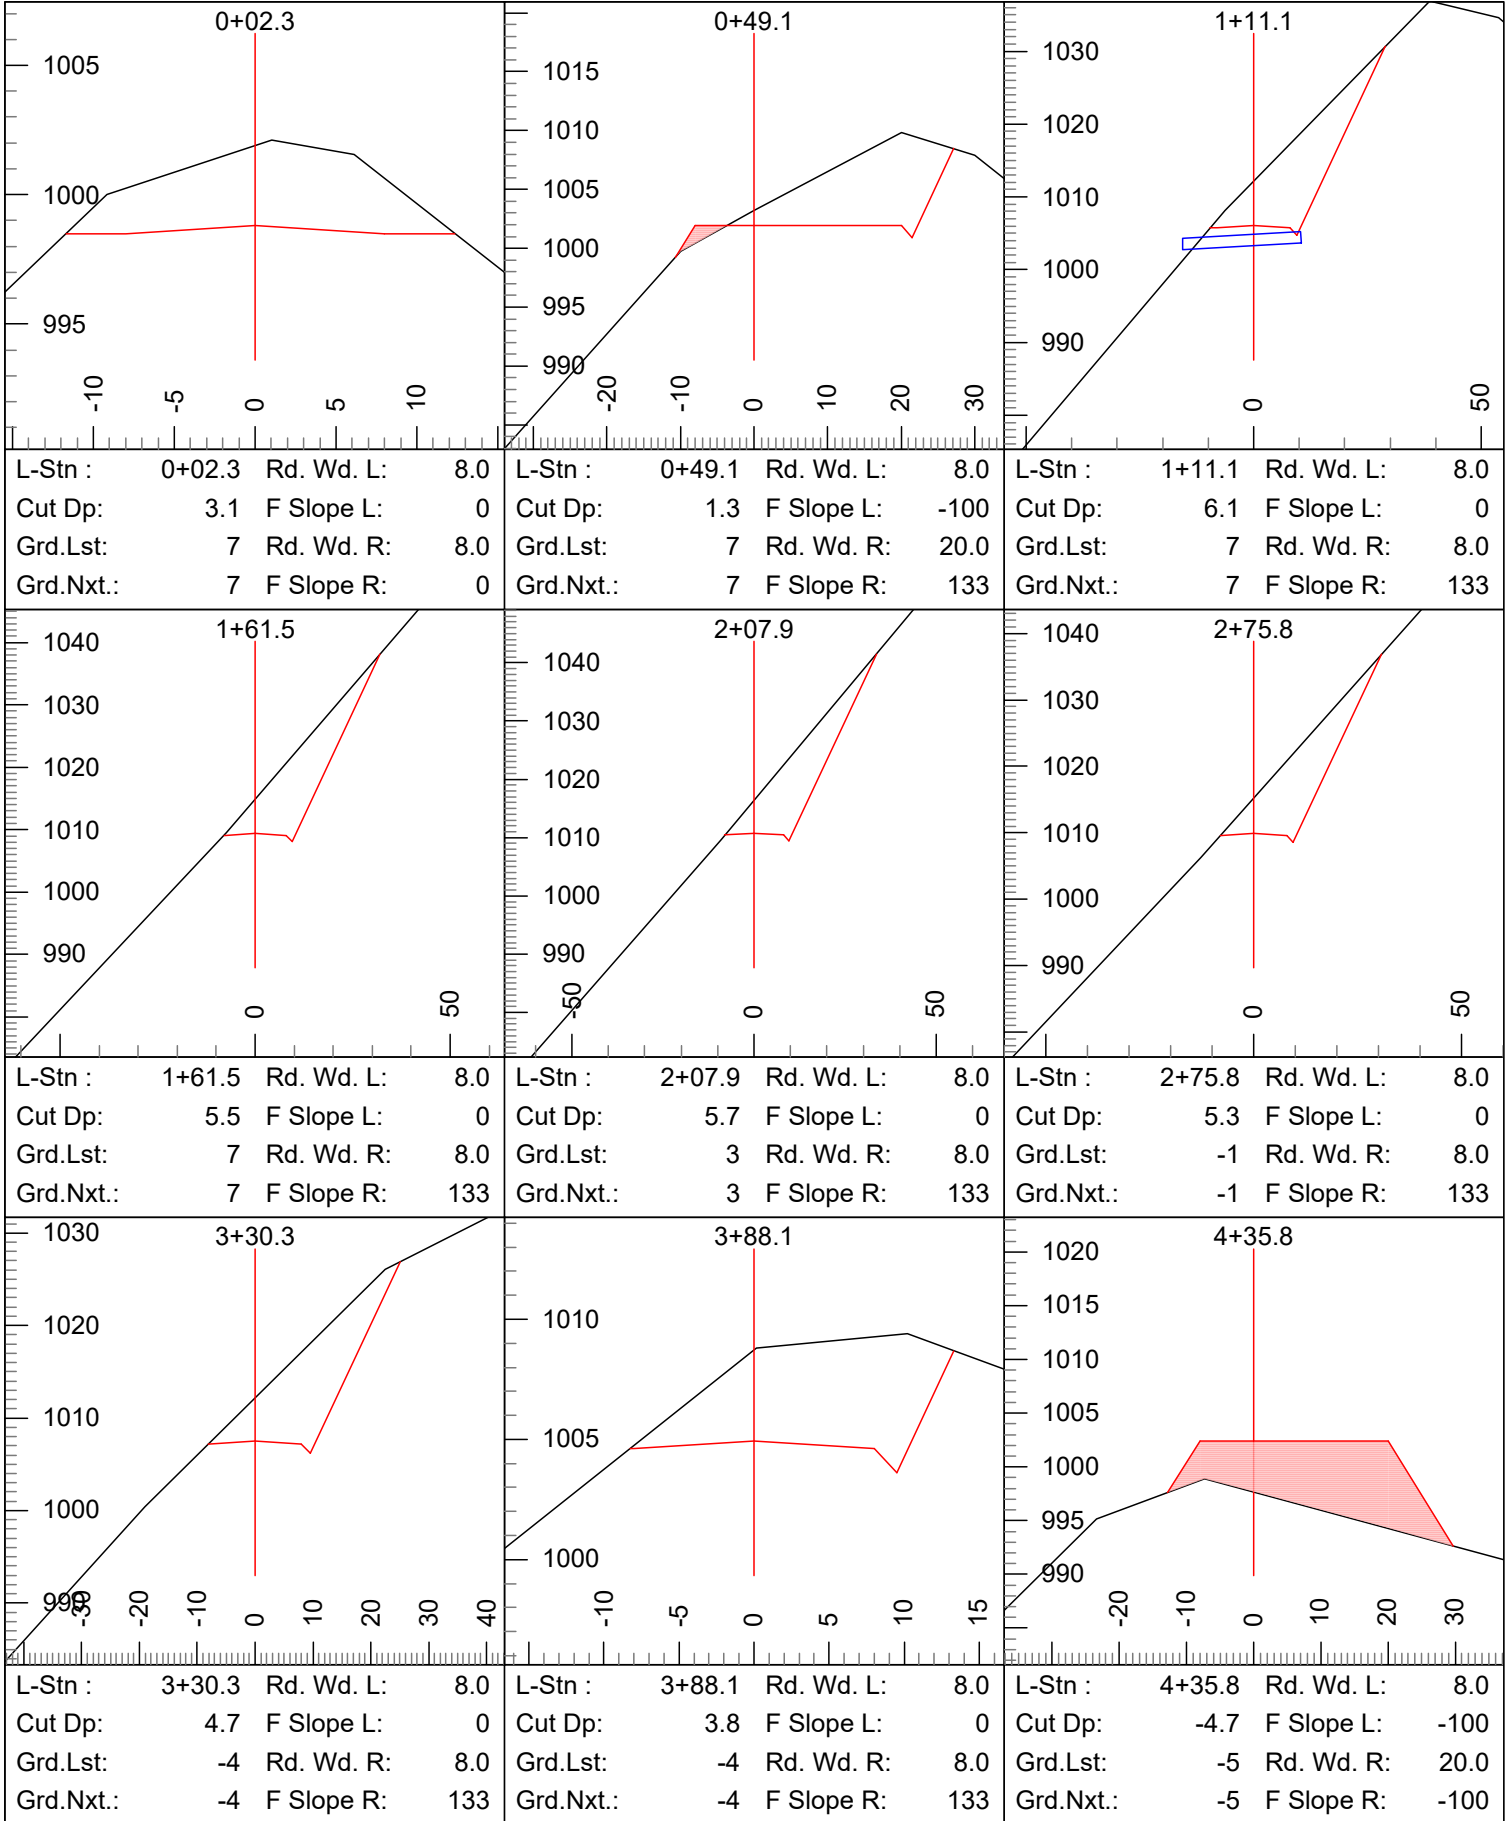 0+02.3
1005
1000
995
-10 -5 0 5 10
L-Stn : 0+02.3 Rd. Wd. L: 8.0
Cut Dp: 3.1 F Slope L: 0
Grd.Lst: 7 Rd. Wd. R: 8.0
Grd.Nxt.: 7 F Slope R: 0
0+49.1
1015
1010
1005
1000
995
990
-20 -10 0 10 20 30
L-Stn : 0+49.1 Rd. Wd. L: 8.0
Cut Dp: 1.3 F Slope L: -100
Grd.Lst: 7 Rd. Wd. R: 20.0
Grd.Nxt.: 7 F Slope R: 133
1+11.1
1030
1020
1010
1000
990
0 50
L-Stn : 1+11.1 Rd. Wd. L: 8.0
Cut Dp: 6.1 F Slope L: 0
Grd.Lst: 7 Rd. Wd. R: 8.0
Grd.Nxt.: 7 F Slope R: 133
1+61.5
1040
1030
1020
1010
1000
990
0 50
L-Stn : 1+61.5 Rd. Wd. L: 8.0
Cut Dp: 5.5 F Slope L: 0
Grd.Lst: 7 Rd. Wd. R: 8.0
Grd.Nxt.: 7 F Slope R: 133
2+07.9
1040
1030
1020
1010
1000
990
-50 0 50
L-Stn : 2+07.9 Rd. Wd. L: 8.0
Cut Dp: 5.7 F Slope L: 0
Grd.Lst: 3 Rd. Wd. R: 8.0
Grd.Nxt.: 3 F Slope R: 133
2+75.8
1040
1030
1020
1010
1000
990
0 50
L-Stn : 2+75.8 Rd. Wd. L: 8.0
Cut Dp: 5.3 F Slope L: 0
Grd.Lst: -1 Rd. Wd. R: 8.0
Grd.Nxt.: -1 F Slope R: 133
3+30.3
1030
1020
1010
1000
990
-30 -20 -10 0 10 20 30 40
L-Stn : 3+30.3 Rd. Wd. L: 8.0
Cut Dp: 4.7 F Slope L: 0
Grd.Lst: -4 Rd. Wd. R: 8.0
Grd.Nxt.: -4 F Slope R: 133
3+88.1
1010
1005
1000
-10 -5 0 5 10 15
L-Stn : 3+88.1 Rd. Wd. L: 8.0
Cut Dp: 3.8 F Slope L: 0
Grd.Lst: -4 Rd. Wd. R: 8.0
Grd.Nxt.: -4 F Slope R: 133
4+35.8
1020
1015
1010
1005
1000
995
990
-20 -10 0 10 20 30
L-Stn : 4+35.8 Rd. Wd. L: 8.0
Cut Dp: -4.7 F Slope L: -100
Grd.Lst: -5 Rd. Wd. R: 20.0
Grd.Nxt.: -5 F Slope R: -100